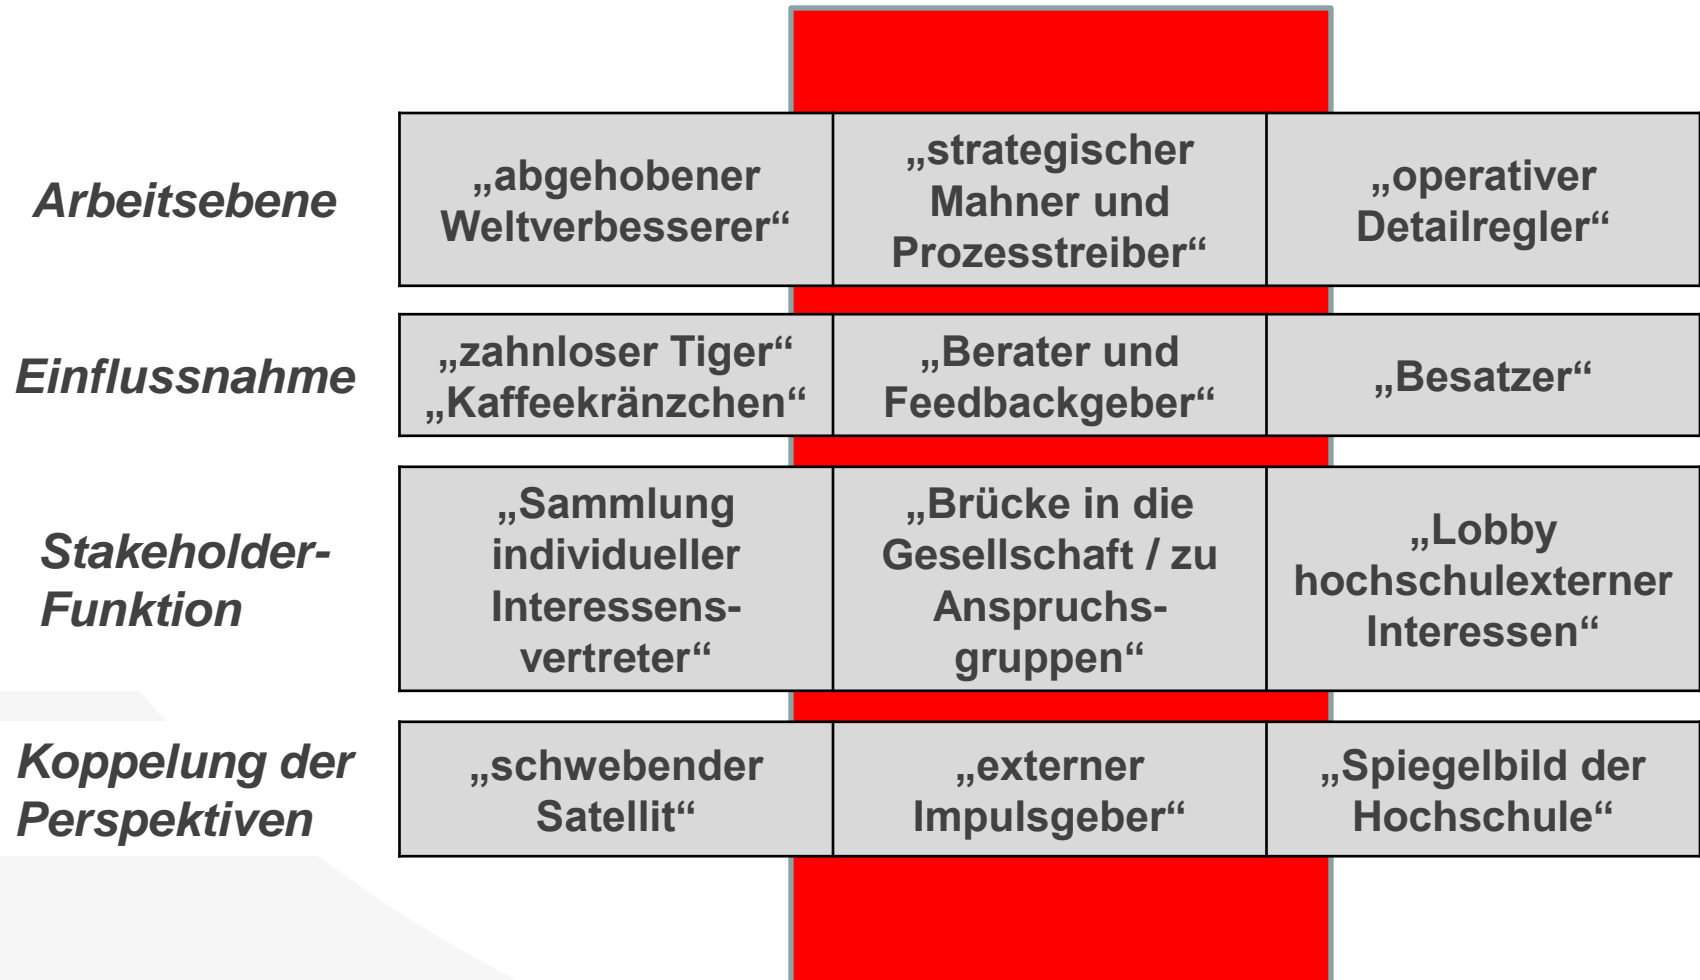 Arbeitsebene
„abgehobener
Weltverbesserer“
„strategischer
Mahner und
Prozesstreiber“
„operativer
Detailregler“
Einflussnahme
„zahnloser Tiger“
„Kaffeekränzchen“
„Berater und
Feedbackgeber“
„Besatzer“
Stakeholder-
Funktion
„Sammlung
individueller
Interessens-
vertreter“
„Brücke in die
Gesellschaft / zu
Anspruchs-
gruppen“
„Lobby
hochschulexterner
Interessen“
Koppelung der
Perspektiven
„schwebender
Satellit“
„externer
Impulsgeber“
„Spiegelbild der
Hochschule“